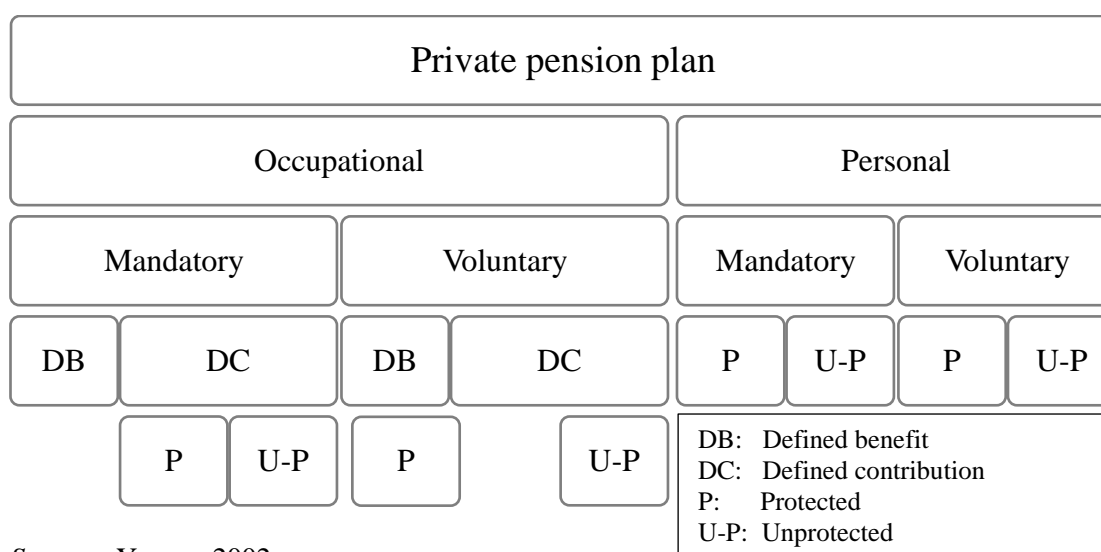 Private pension plan
Occupational Personal
Mandatory Voluntary Mandatory Voluntary
DB DC DB DC P U-P P U-P
P U-P P U-P
DB: Defined benefit
DC: Defined contribution
P: Protected
U-P: Unprotected
2002